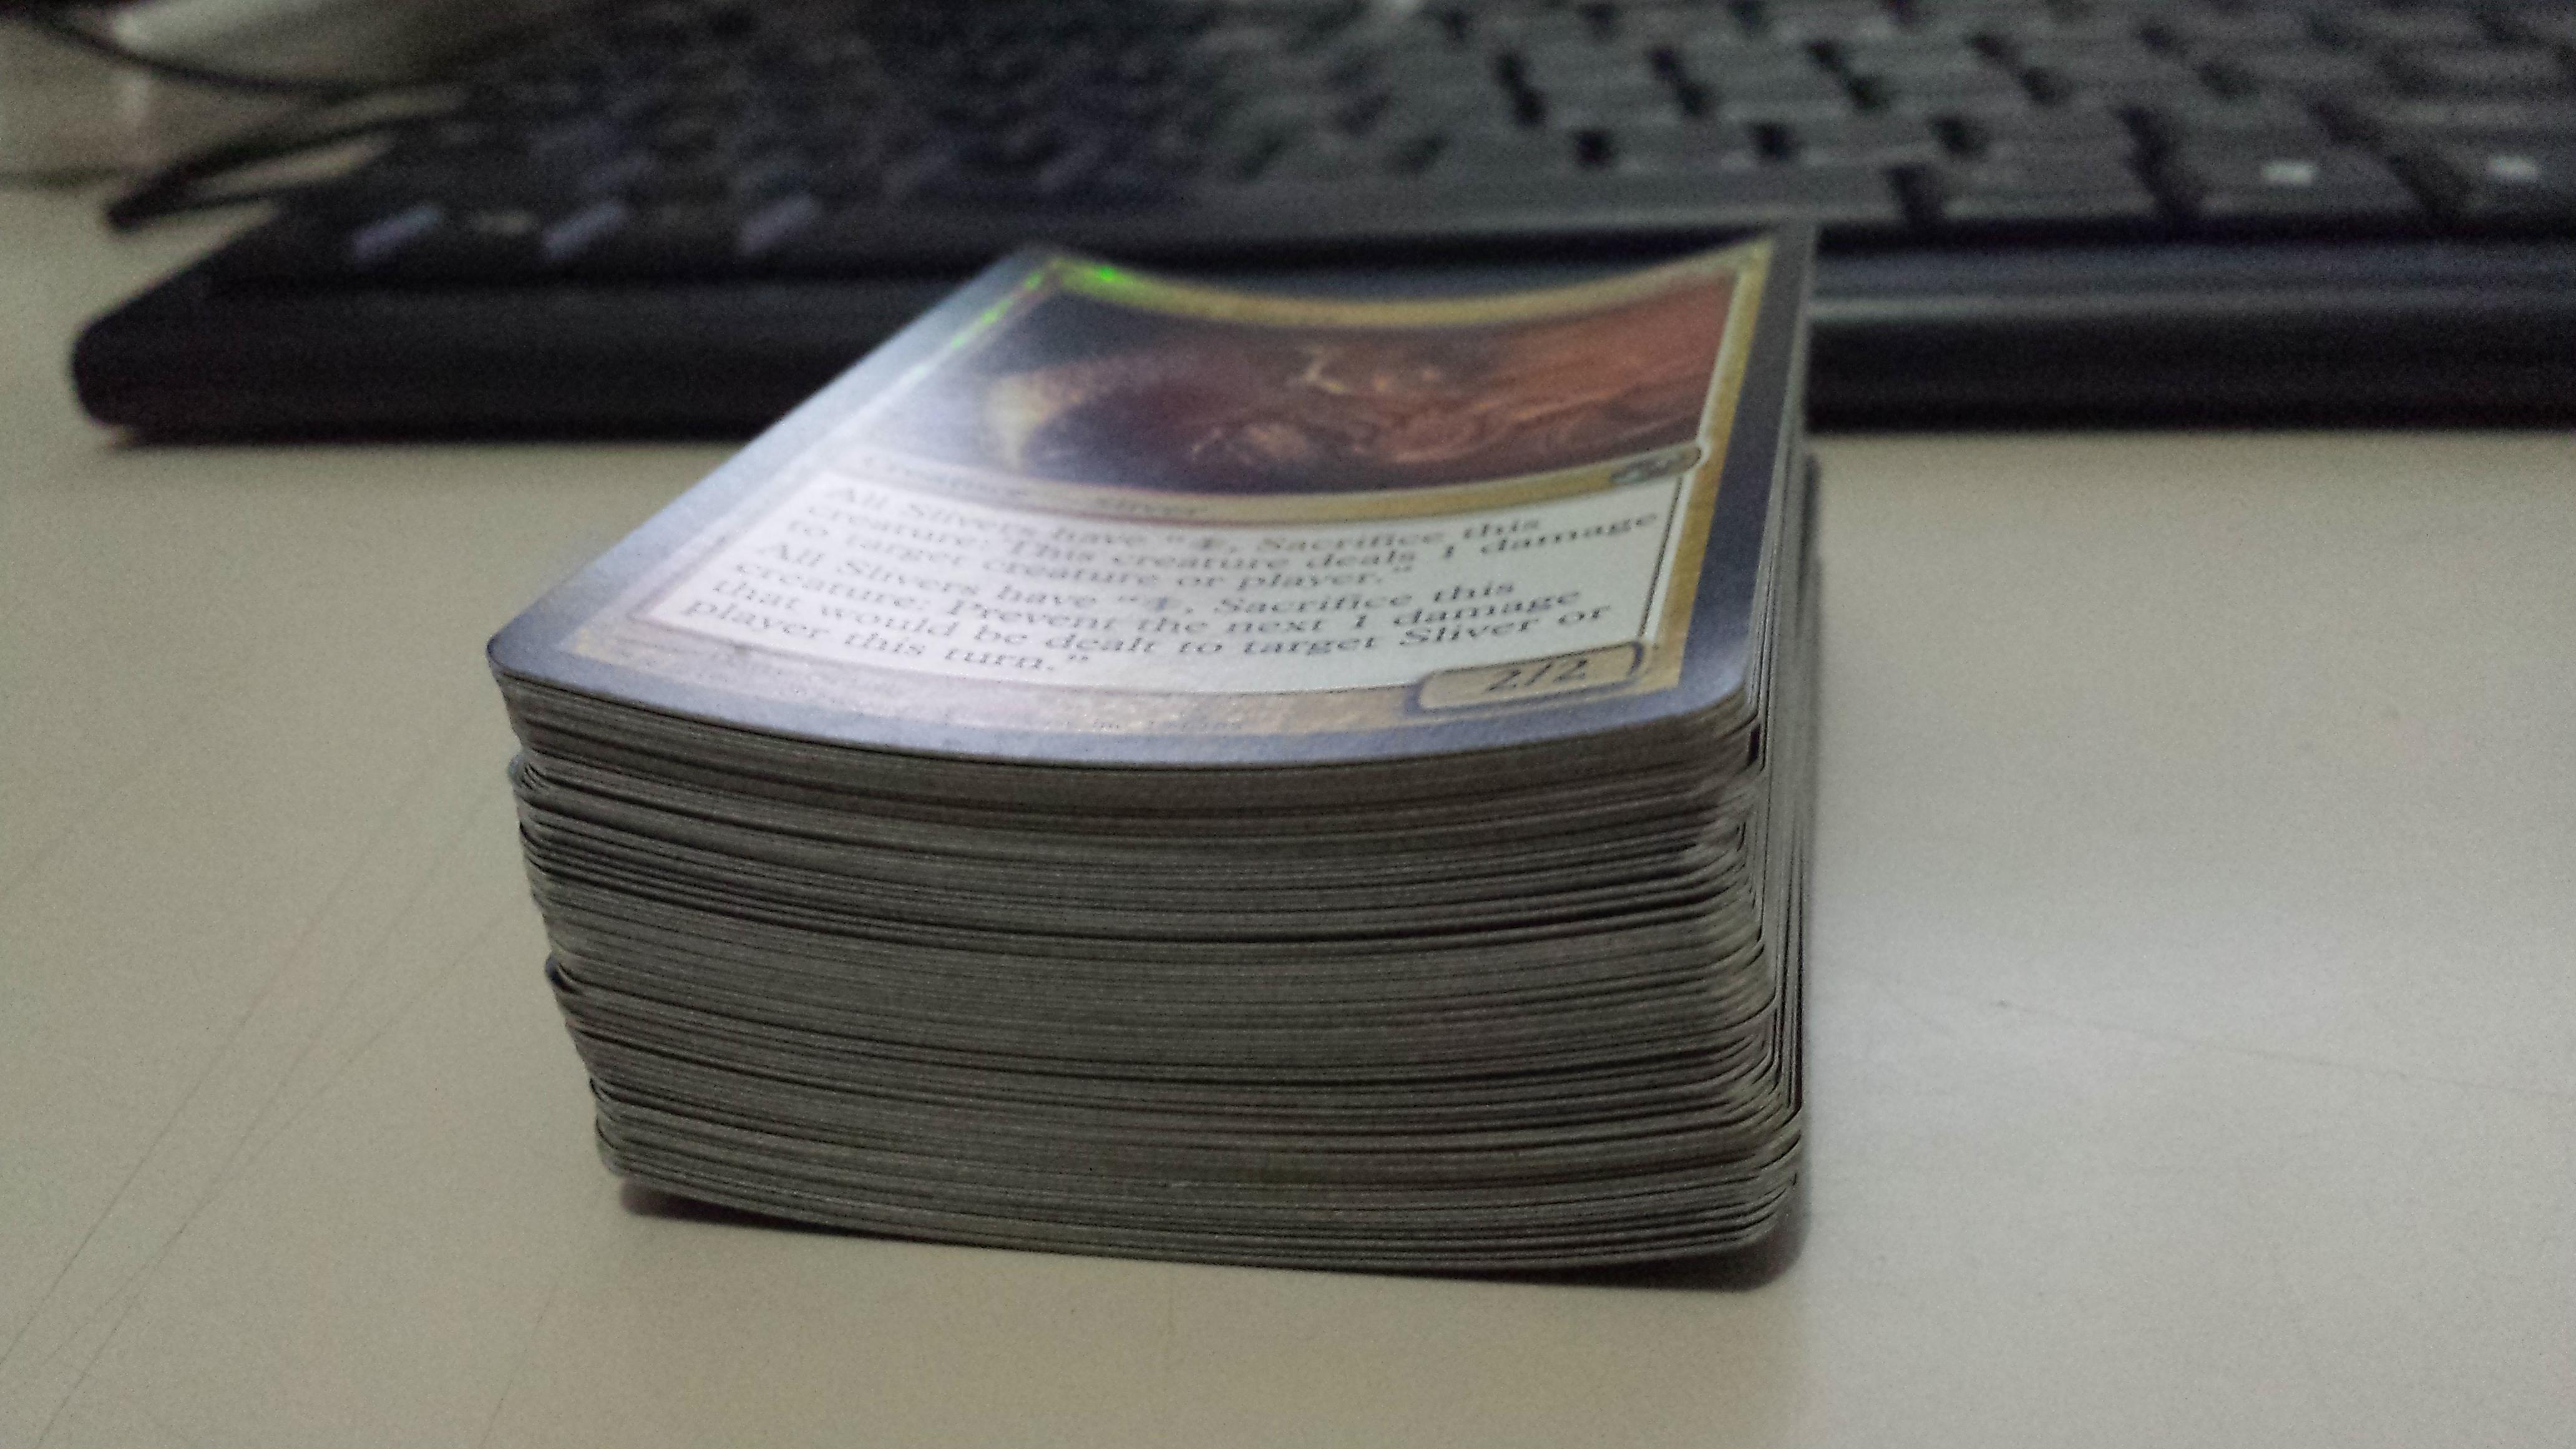 Creature — Sliver
All Slivers have ", Sacrifice this
creature: This creature deals 1 damage
to target creature or player."
All Slivers have ", Sacrifice this
creature: Prevent the next 1 damage
that would be dealt to target Sliver or
player this turn."
2/2